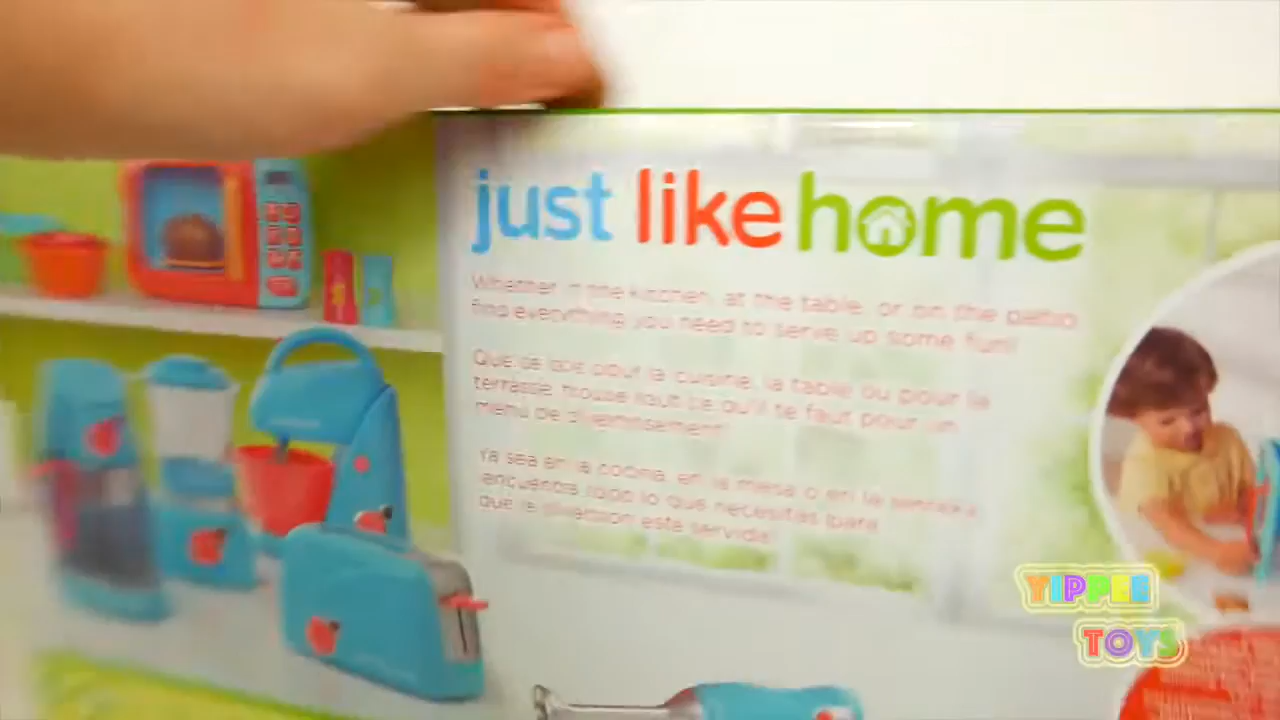 just like home
Whether in the kitchen, at the table, or on the patio
find everything you need to serve up some fun!
Que ce soit pour la cuisine, la table ou pour la
terrasse, trouve tout ce qu'il te faut pour un
menu de divertissement!
Ya sea en la cocina, en la mesa o en la terraza
encuentra todo lo que necesitas para
que la diversión esté servida!
YIPPEE
TOYS